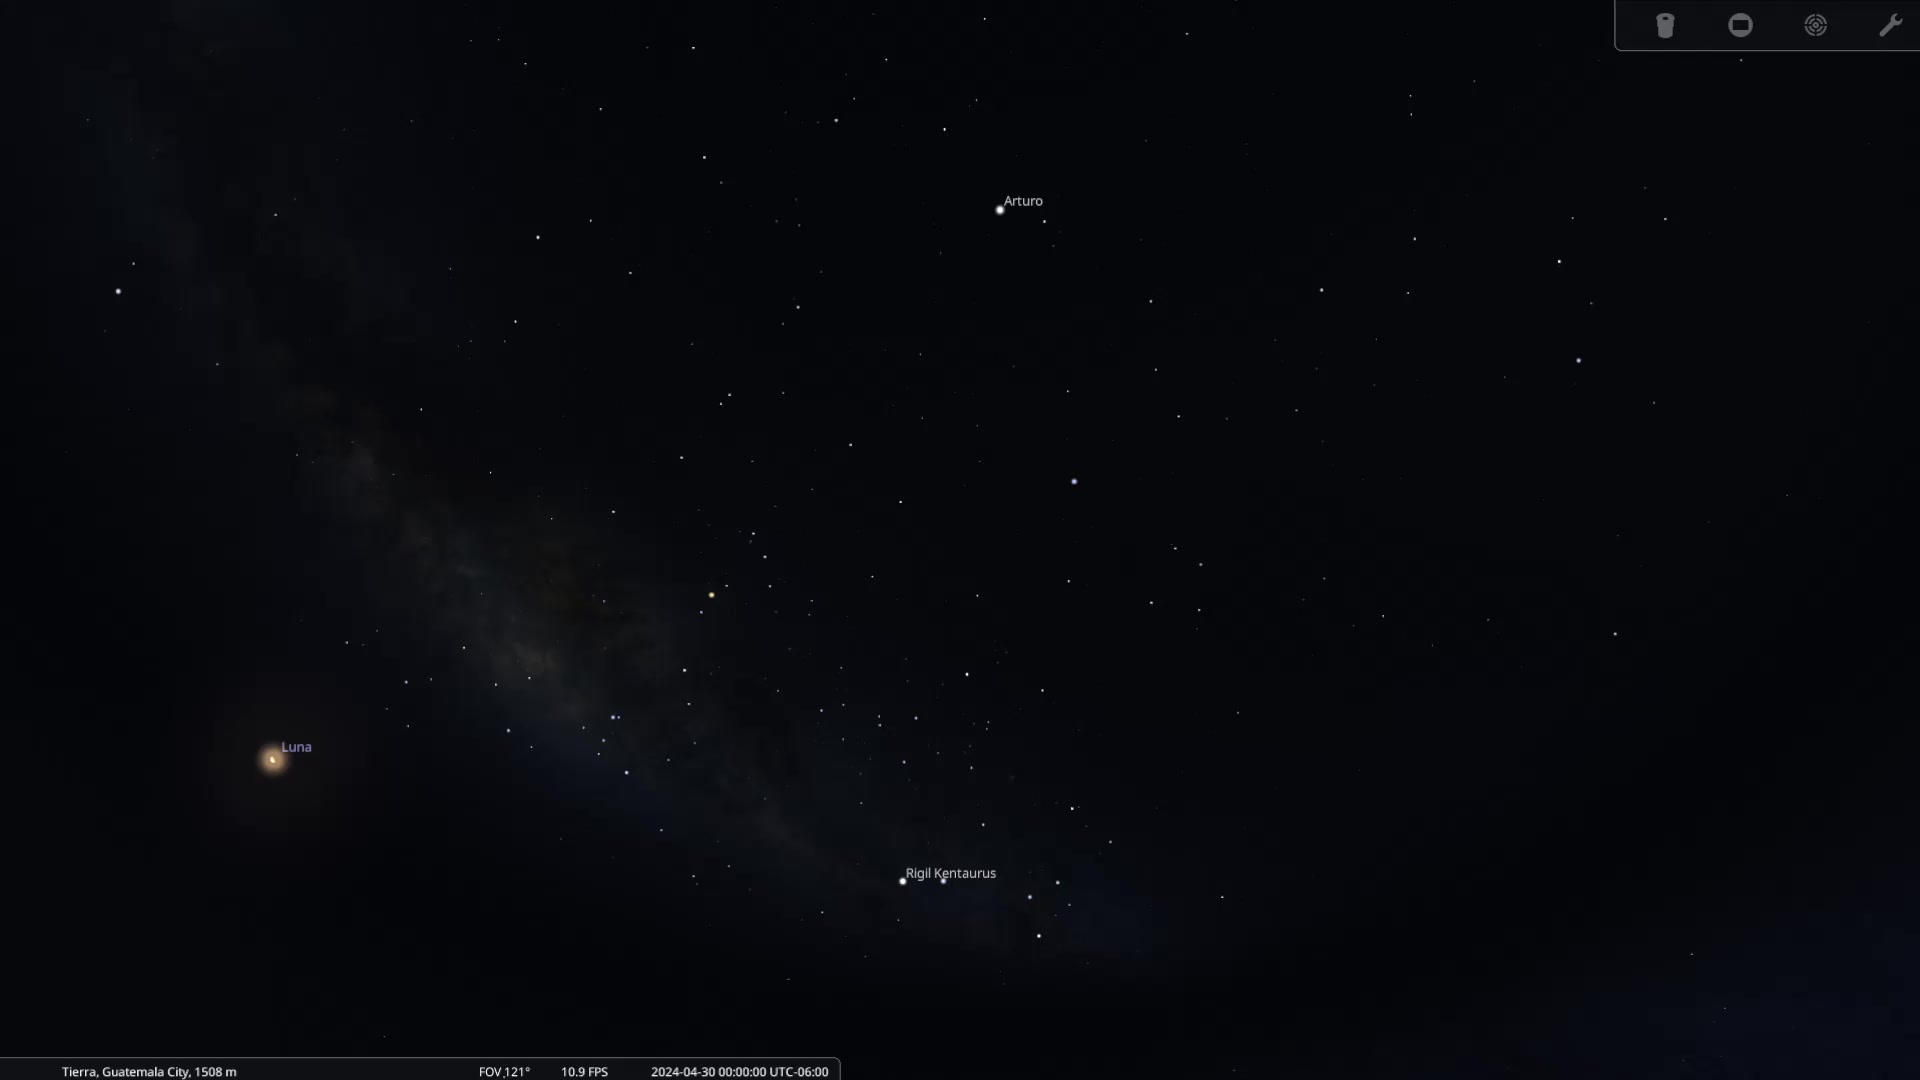 Arturo
Luna
Rigil Kentaurus
Tierra, Guatemala City, 1508 m FOV 121° 10.9 FPS 2024-04-30 00:00:00 UTC-06:00